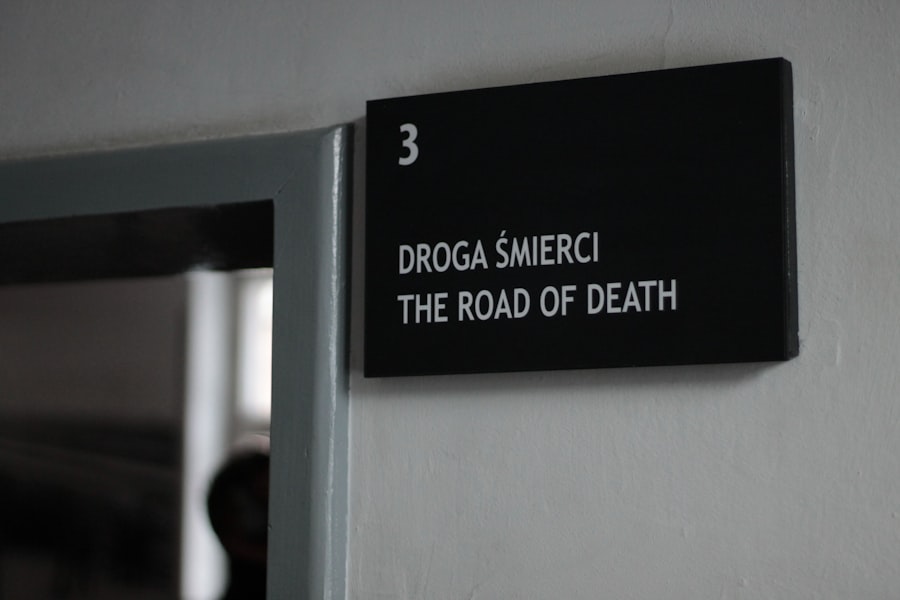 3
DROGA ŚMIERCI
THE ROAD OF DEATH